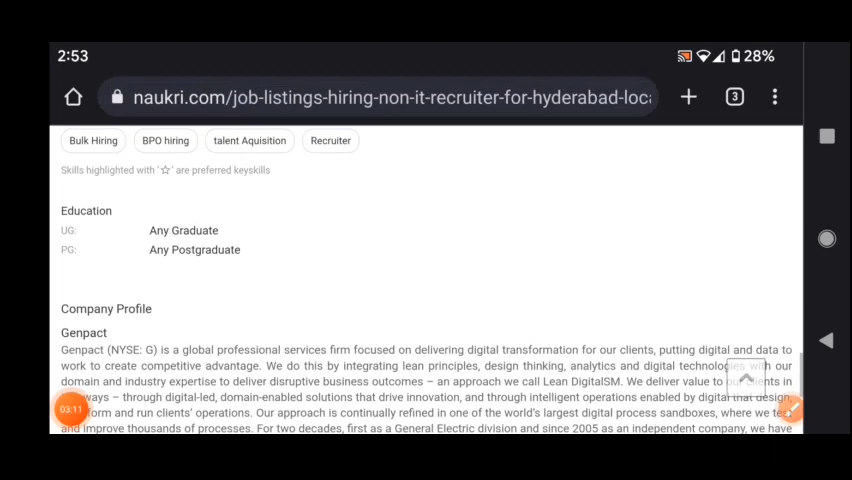 2:53
28%
naukri.com/job-listings-hiring-non-it-recruiter-for-hyderabad-loca
3
Bulk Hiring
BPO hiring
talent Aquisition
Recruiter
Skills highlighted with '☆' are preferred keyskills
Education
UG: Any Graduate
PG: Any Postgraduate
Company Profile
Genpact
Genpact (NYSE: G) is a global professional services firm focused on delivering digital transformation for our clients, putting digital and data to
work to create competitive advantage. We do this by integrating lean principles, design thinking, analytics and digital technologies with our
domain and industry expertise to deliver disruptive business outcomes – an approach we call Lean DigitalSM. We deliver value to our clients in
ways – through digital-led, domain-enabled solutions that drive innovation, and through intelligent operations enabled by digital that design,
form and run clients' operations. Our approach is continually refined in one of the world's largest digital process sandboxes, where we test
and improve thousands of processes. For two decades, first as a General Electric division and since 2005 as an independent company, we have
03:11